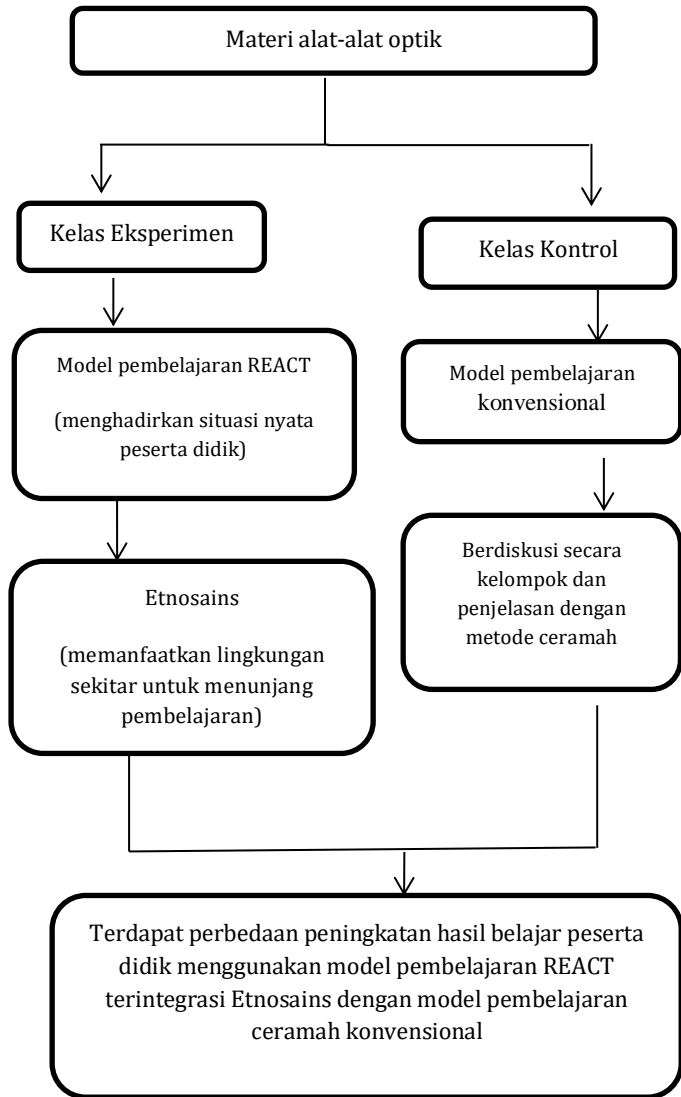 Materi alat-alat optik
Kelas Eksperimen
Kelas Kontrol
Model pembelajaran REACT
(menghadirkan situasi nyata
peserta didik)
Model pembelajaran
konvensional
Etnosains
(memanfaatkan lingkungan
sekitar untuk menunjang
pembelajaran)
Berdiskusi secara
kelompok dan
penjelasan dengan
metode ceramah
Terdapat perbedaan peningkatan hasil belajar peserta
didik menggunakan model pembelajaran REACT
terintegrasi Etnosains dengan model pembelajaran
ceramah konvensional